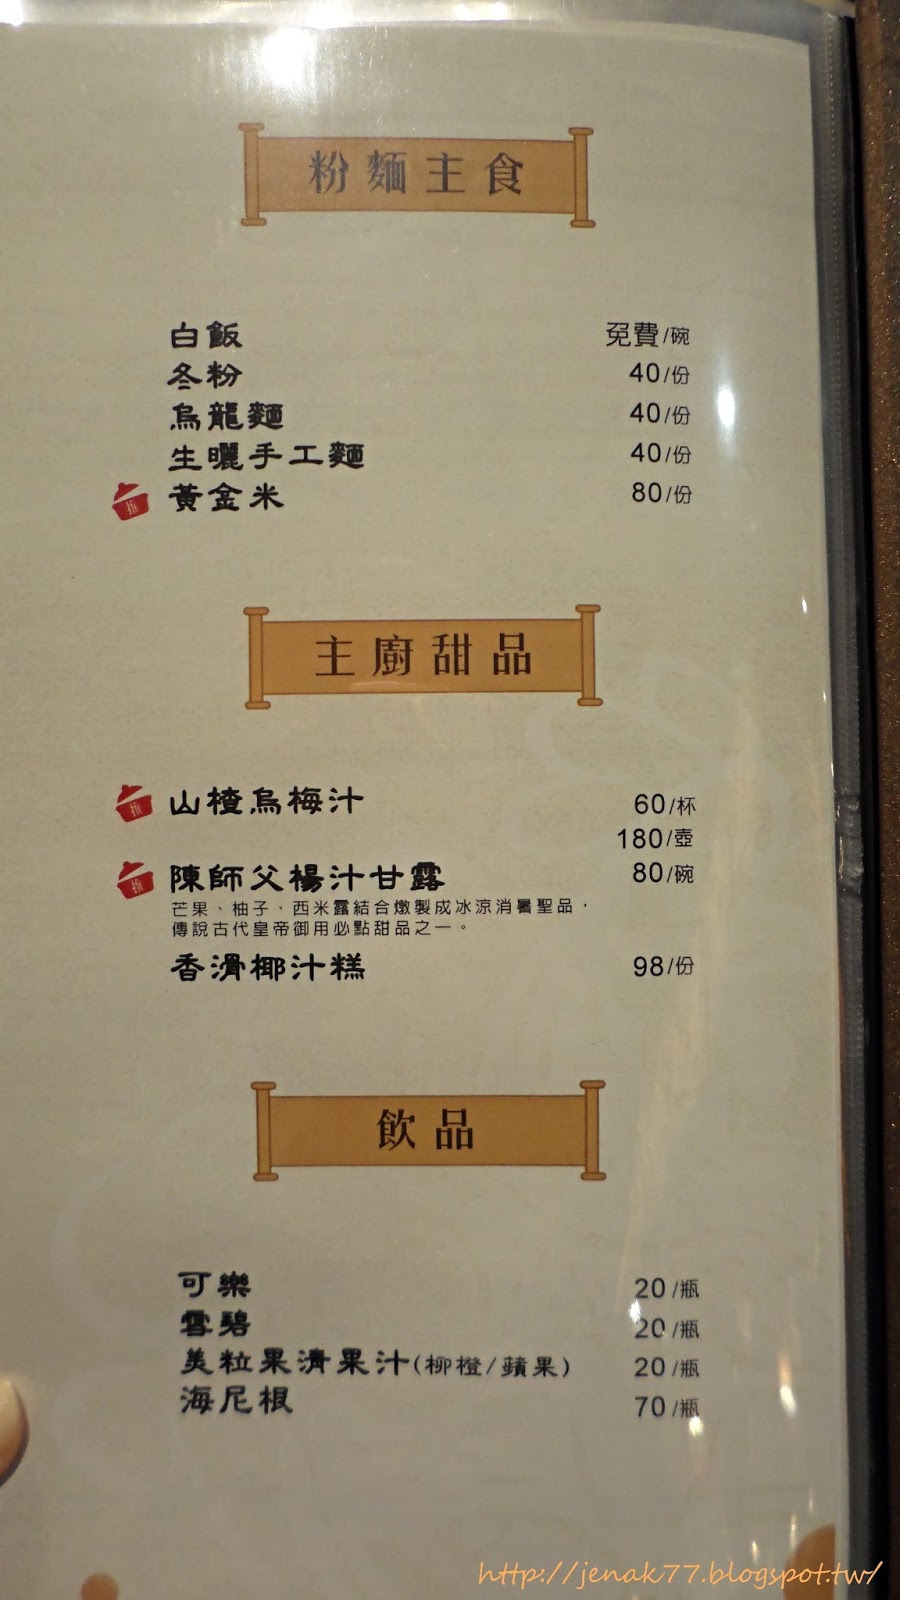 粉麵主食
白飯 免費/碗
冬粉 40/份
烏龍麵 40/份
生曬手工麵 40/份
推 黃金米 80/份
主廚甜品
推 山楂烏梅汁 60/杯
180/壺
推 陳師父楊汁甘露 80/碗
芒果、柚子、西米露結合燉製成冰涼消暑聖品，
傳說古代皇帝御用必點甜品之一。
香滑椰汁糕 98/份
飲品
可樂 20/瓶
雪碧 20/瓶
美粒果清果汁(柳橙/蘋果) 20/瓶
海尼根 70/瓶
http://jenak77.blogspot.tw/